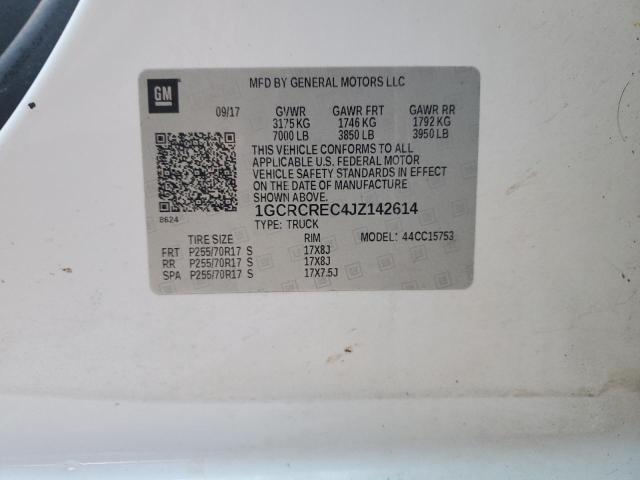 GM
MFD BY GENERAL MOTORS LLC
09/17 GVWR GAWR FRT GAWR RR
3175 KG 1746 KG 1792 KG
7000 LB 3850 LB 3950 LB
THIS VEHICLE CONFORMS TO ALL
APPLICABLE U.S. FEDERAL MOTOR
VEHICLE SAFETY STANDARDS IN EFFECT
ON THE DATE OF MANUFACTURE
SHOWN ABOVE.
8624 1GCRCREC4JZ142614
TYPE: TRUCK
TIRE SIZE RIM MODEL: 44CC15753
FRT P255/70R17 S 17X8J
RR P255/70R17 S 17X8J
SPA P255/70R17 S 17X7.5J